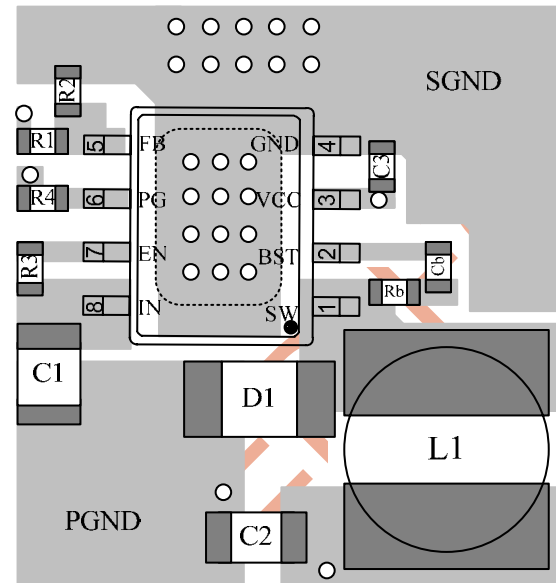 SGND
R2
R1
5
FB
GND
4
C3
R4
6
PG
VCC
3
R3
7
EN
BST
2
Cb
8
IN
SW
1
Rb
C1
D1
L1
PGND
C2